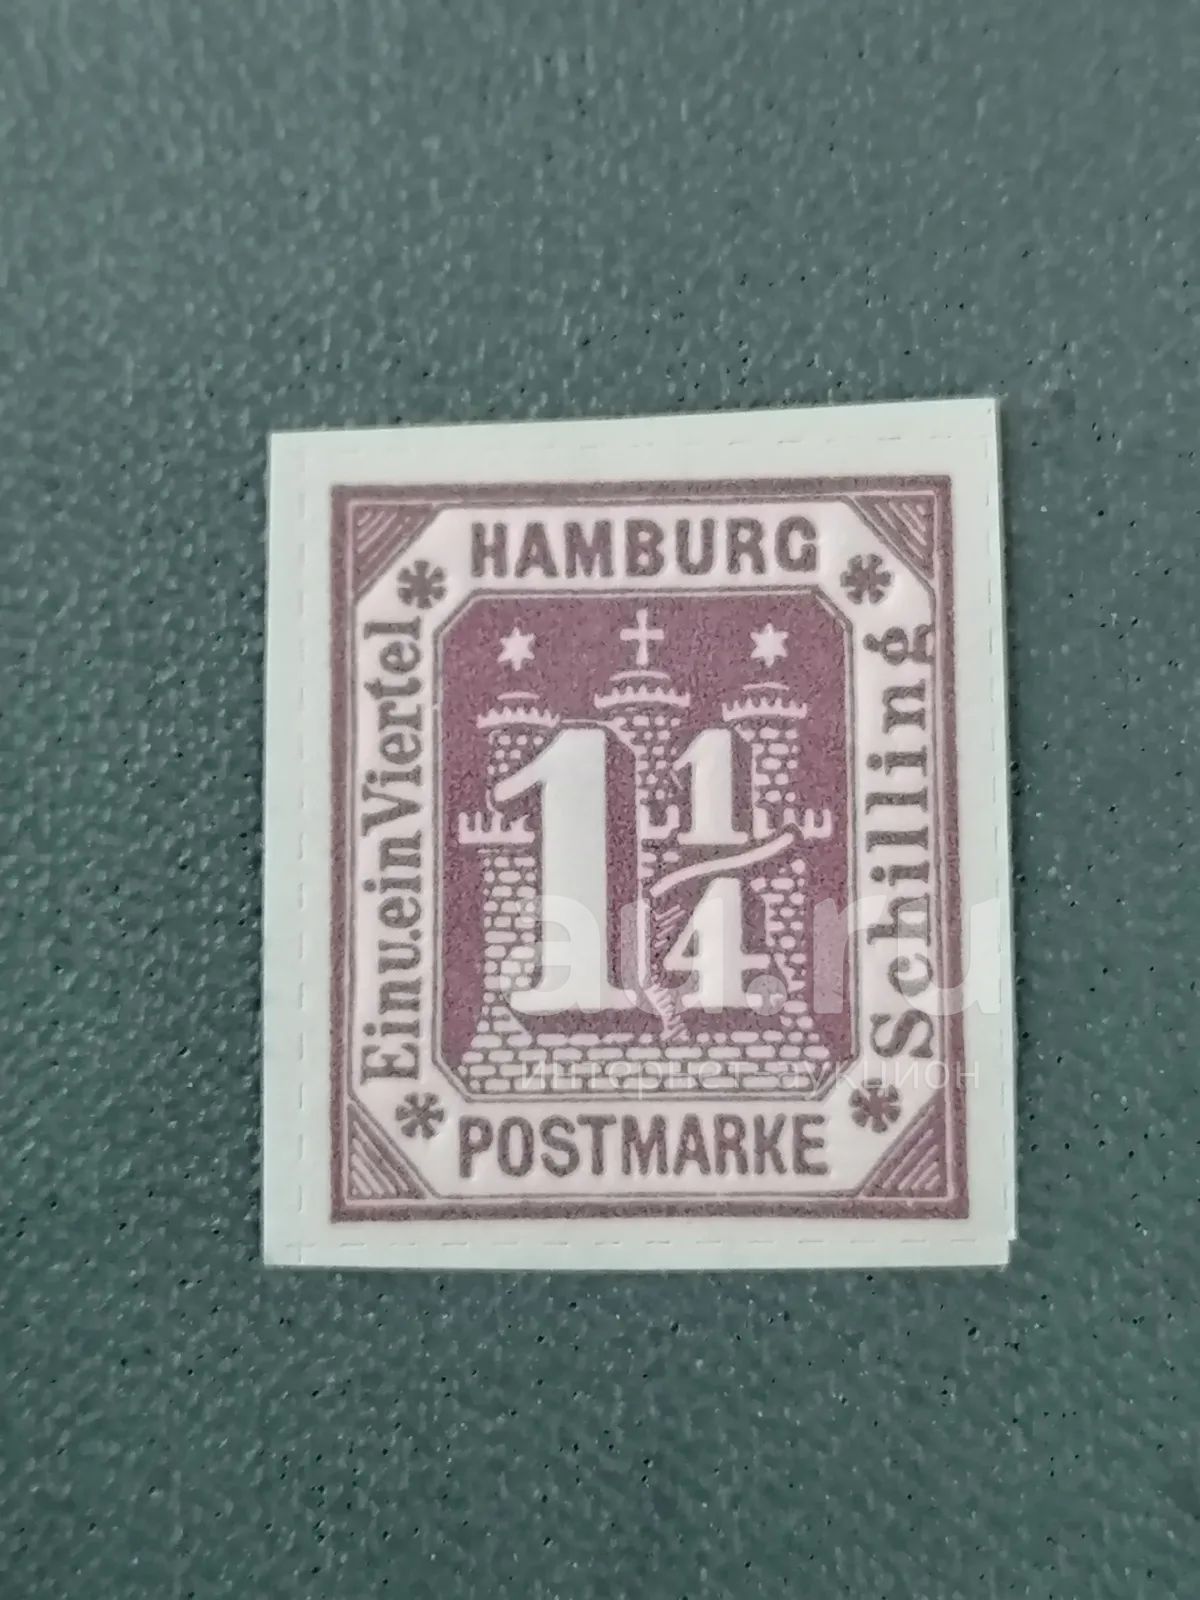 HAMBURG
Einu.einViertel
Schilling
1 1/4
POSTMARKE
au.ru
интернет аукцион